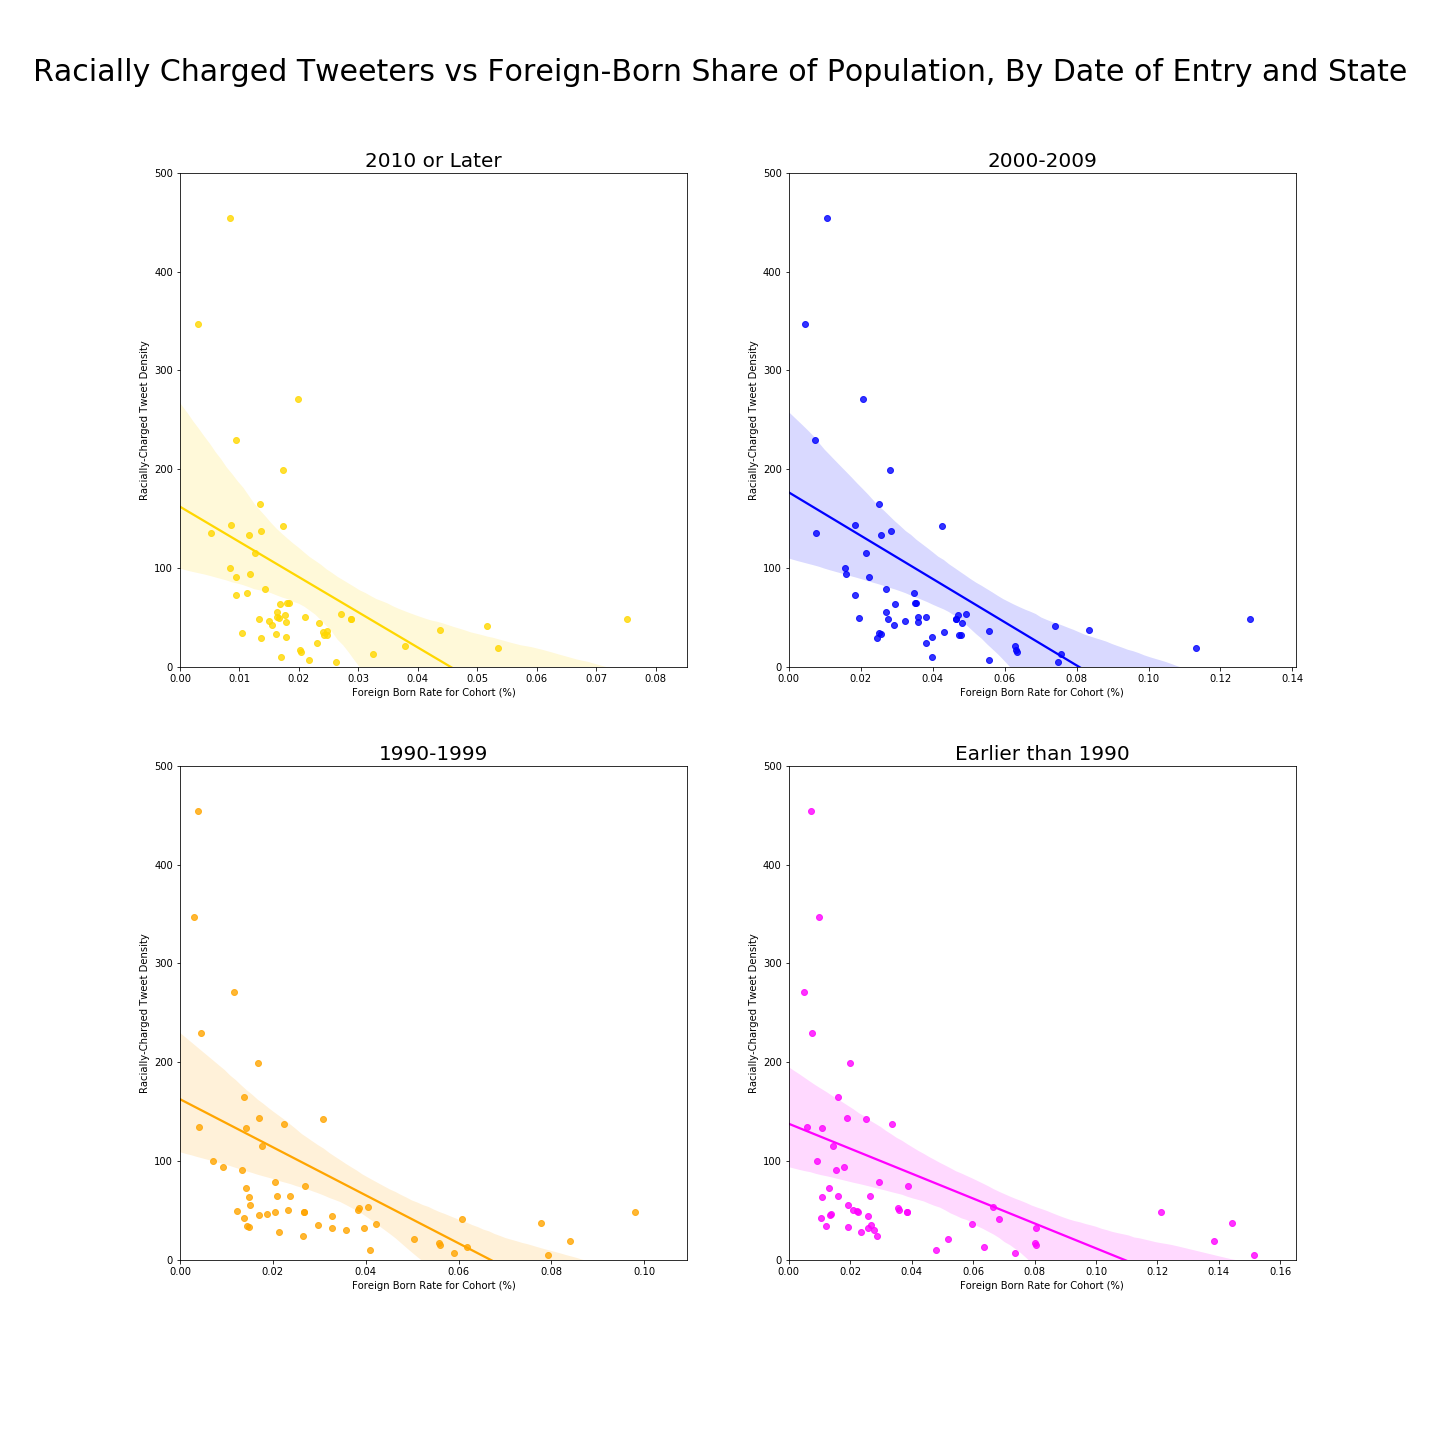 Racially Charged Tweeters vs Foreign-Born Share of Population, By Date of Entry and State
2010 or Later
500
400
300
200
100
0
Racially-Charged Tweet Density
0.00 0.01 0.02 0.03 0.04 0.05 0.06 0.07 0.08
Foreign Born Rate for Cohort (%)
2000-2009
500
400
300
200
100
0
Racially-Charged Tweet Density
0.00 0.02 0.04 0.06 0.08 0.10 0.12 0.14
Foreign Born Rate for Cohort (%)
1990-1999
500
400
300
200
100
0
Racially-Charged Tweet Density
0.00 0.02 0.04 0.06 0.08 0.10
Foreign Born Rate for Cohort (%)
Earlier than 1990
500
400
300
200
100
0
Racially-Charged Tweet Density
0.00 0.02 0.04 0.06 0.08 0.10 0.12 0.14 0.16
Foreign Born Rate for Cohort (%)